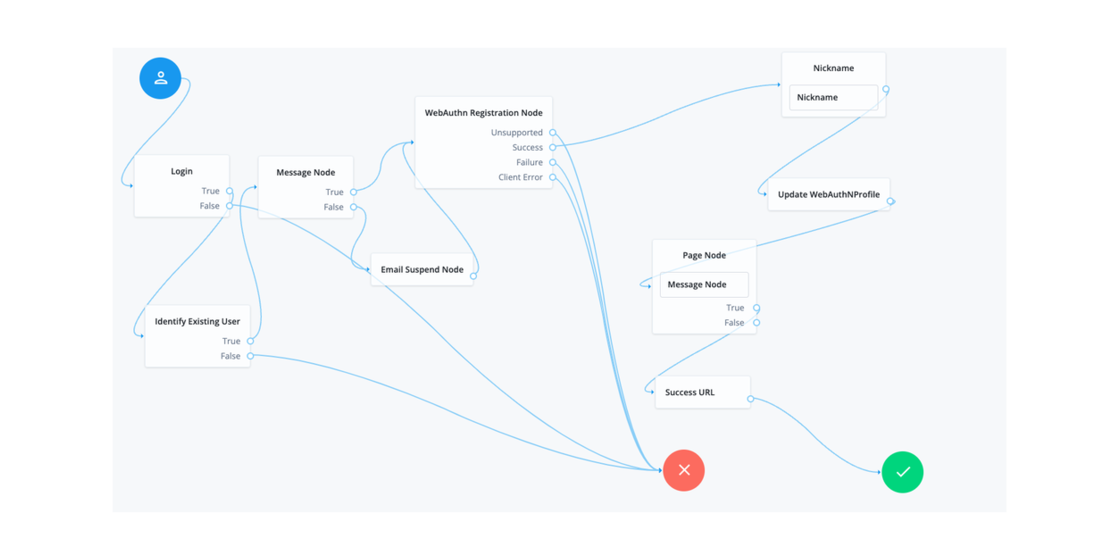 Login
True
False
Message Node
True
False
WebAuthn Registration Node
Unsupported
Success
Failure
Client Error
Email Suspend Node
Identify Existing User
True
False
Nickname
Nickname
Update WebAuthNProfile
Page Node
Message Node
True
False
Success URL